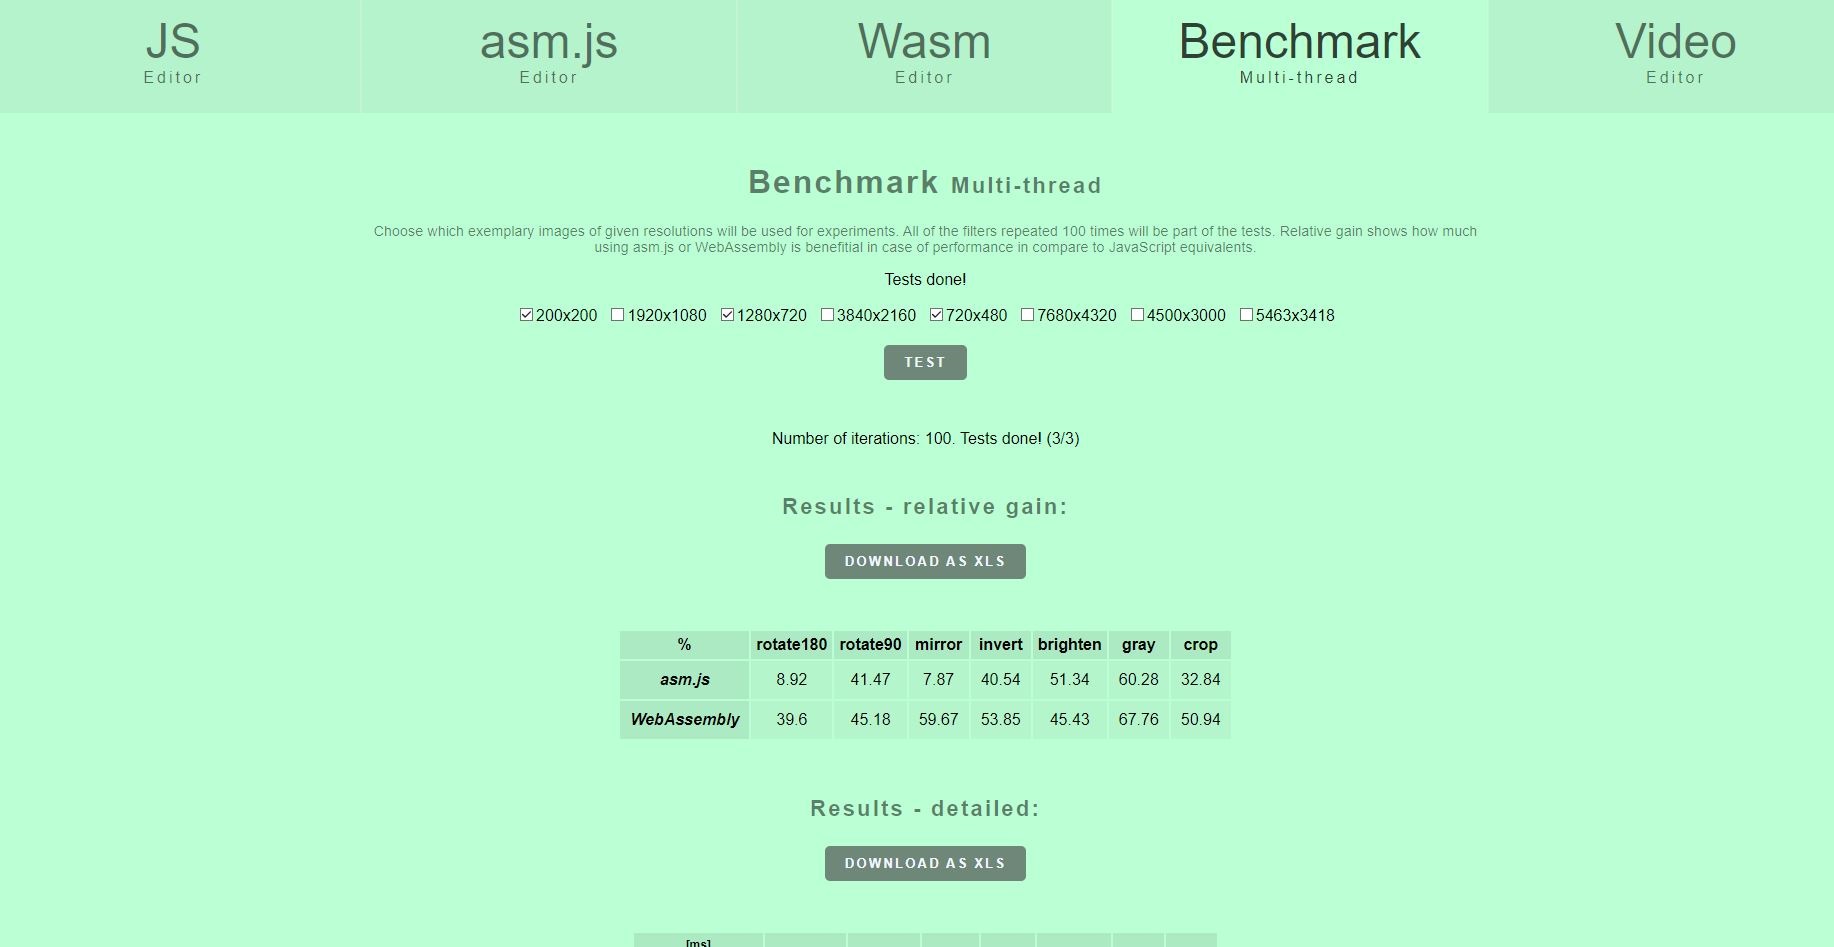 JS
Editor
asm.js
Editor
Wasm
Editor
Benchmark
Multi-thread
Video
Editor
Benchmark Multi-thread
Choose which exemplary images of given resolutions will be used for experiments. All of the filters repeated 100 times will be part of the tests. Relative gain shows how much
using asm.js or WebAssembly is benefitial in case of performance in compare to JavaScript equivalents.
Tests done!
200x200 1920x1080 1280x720 3840x2160 720x480 7680x4320 4500x3000 5463x3418
TEST
Number of iterations: 100. Tests done! (3/3)
Results - relative gain:
DOWNLOAD AS XLS
% rotate180 rotate90 mirror invert brighten gray crop
asm.js 8.92 41.47 7.87 40.54 51.34 60.28 32.84
WebAssembly 39.6 45.18 59.67 53.85 45.43 67.76 50.94
Results - detailed:
DOWNLOAD AS XLS
[ms]